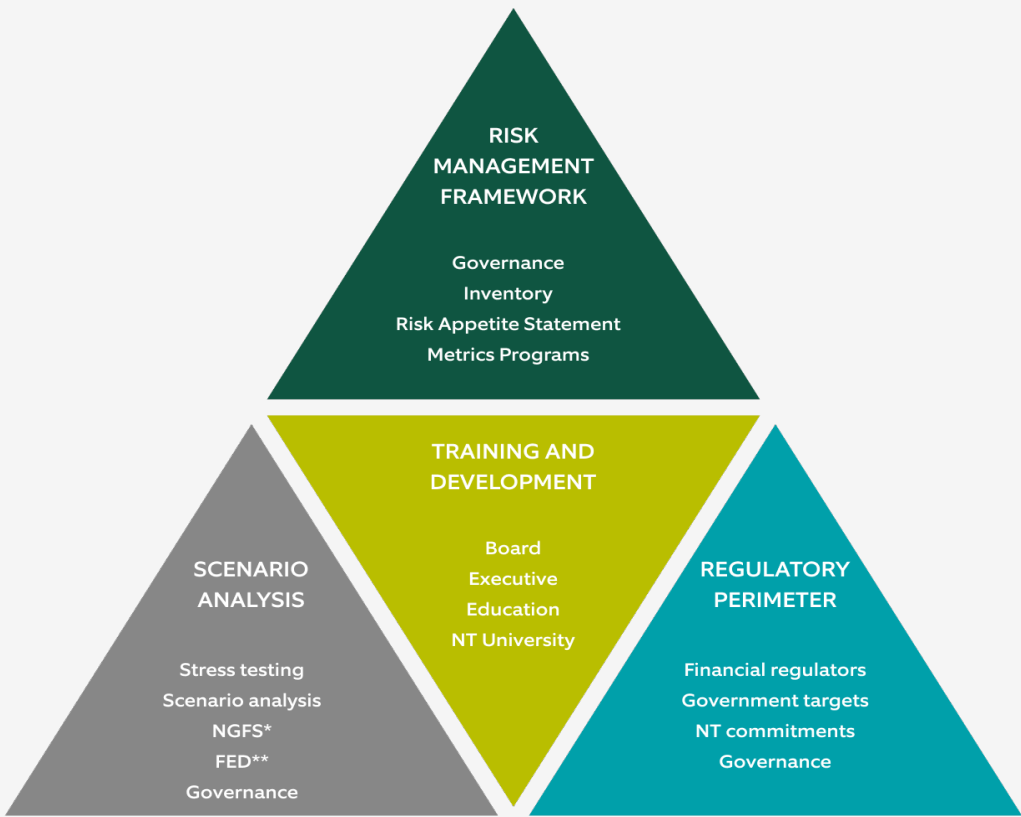 RISK
MANAGEMENT
FRAMEWORK
Governance
Inventory
Risk Appetite Statement
Metrics Programs
TRAINING AND
DEVELOPMENT
Board
Executive
Education
NT University
SCENARIO
ANALYSIS
Stress testing
Scenario analysis
NGFS*
FED**
Governance
REGULATORY
PERIMETER
Financial regulators
Government targets
NT commitments
Governance